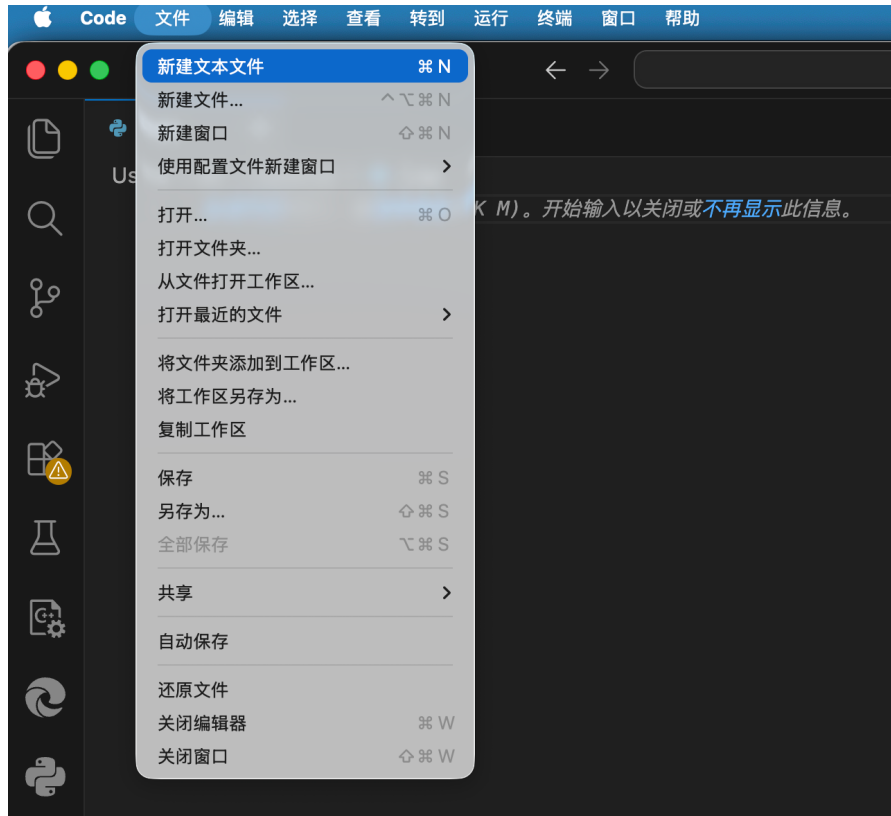 Code 文件 编辑 选择 查看 转到 运行 终端 窗口 帮助
新建文本文件 ⌘ N
新建文件... ^⌥⌘ N
新建窗口 ⇧⌘ N
使用配置文件新建窗口
Us
打开... ⌘ O
K M)。开始输入以关闭或不再显示此信息。
打开文件夹...
从文件打开工作区...
打开最近的文件
将文件夹添加到工作区...
将工作区另存为...
复制工作区
保存 ⌘ S
另存为... ⇧⌘ S
全部保存 ⌥⌘ S
共享
自动保存
还原文件
关闭编辑器 ⌘ W
关闭窗口 ⇧⌘ W